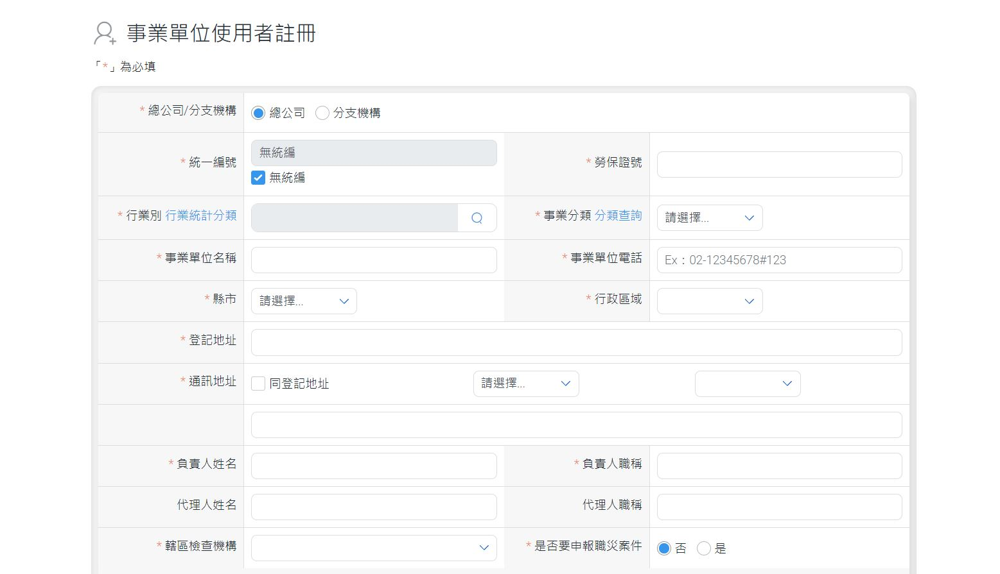 事業單位使用者註冊
「*」為必填
* 總公司/分支機構 總公司 分支機構
* 統一編號 無統編 * 勞保證號
無統編
* 行業別 行業統計分類 * 事業分類 分類查詢 請選擇...
* 事業單位名稱 * 事業單位電話 Ex：02-12345678#123
* 縣市 請選擇... * 行政區域
* 登記地址
* 通訊地址 同登記地址 請選擇...
* 負責人姓名 * 負責人職稱
代理人姓名 代理人職稱
* 轄區檢查機構 * 是否要申報職災案件 否 是